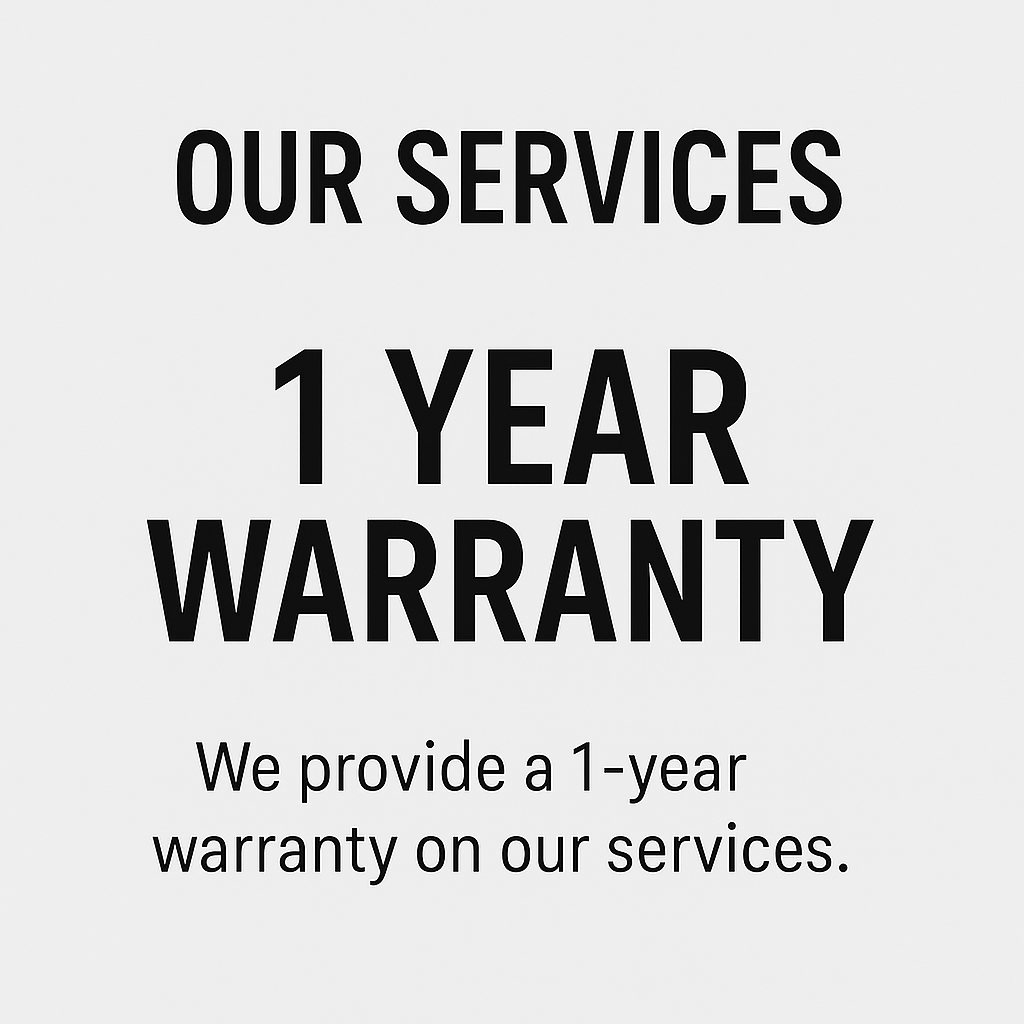 OUR SERVICES
1 YEAR
WARRANTY
We provide a 1-year
warranty on our services.